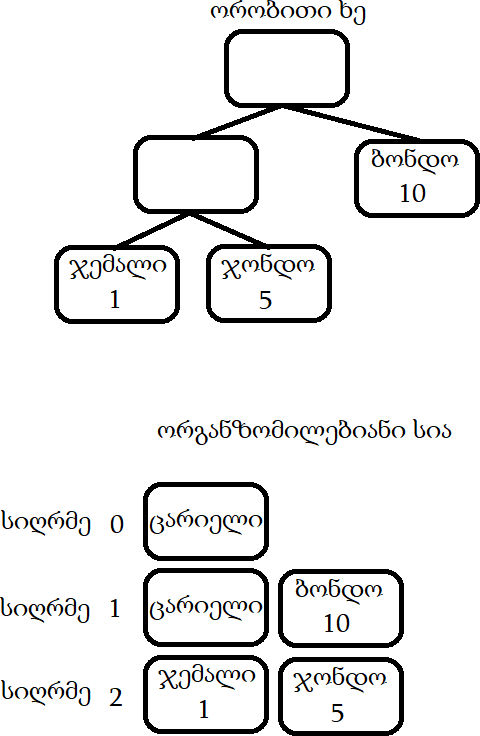 ორობითი ხე
ბონდო
10
ჯემალი
1
ჯონდო
5
ორგანზომილებიანი სია
სიღრმე 0
ცარიელი
სიღრმე 1
ცარიელი
ბონდო
10
სიღრმე 2
ჯემალი
1
ჯონდო
5